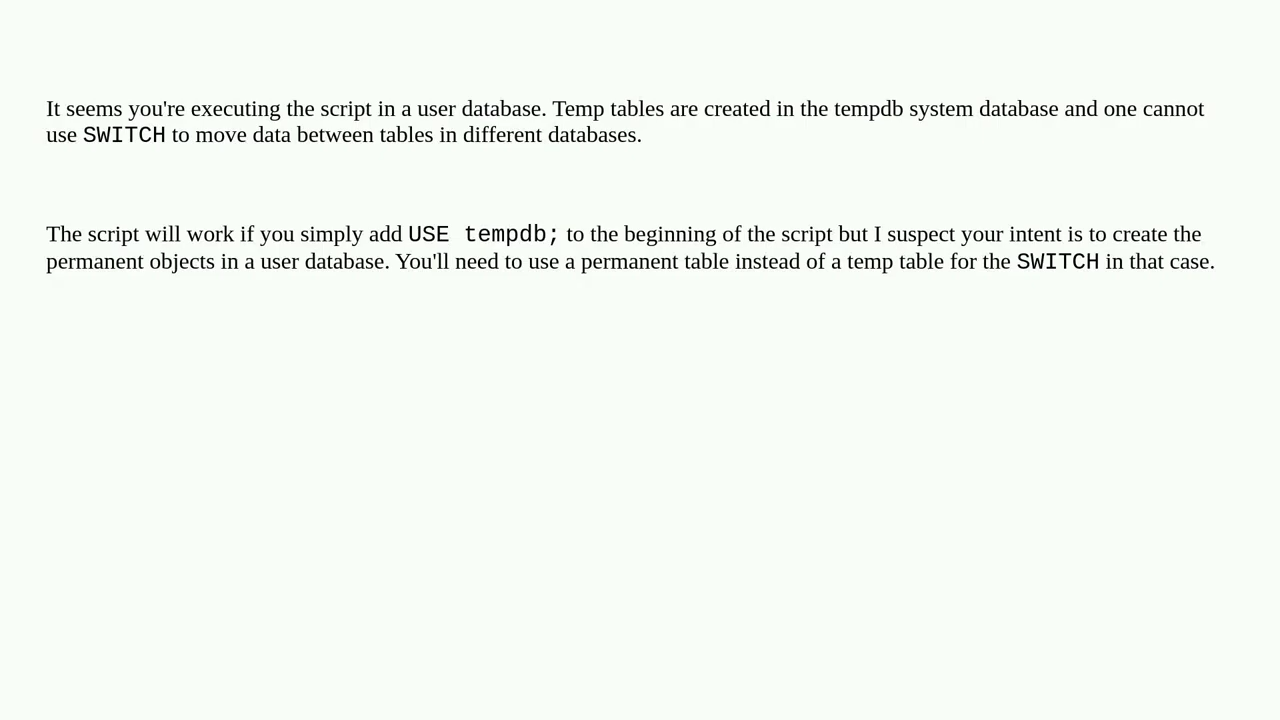 It seems you're executing the script in a user database. Temp tables are created in the tempdb system database and one cannot
use SWITCH to move data between tables in different databases.
The script will work if you simply add USE tempdb; to the beginning of the script but I suspect your intent is to create the
permanent objects in a user database. You'll need to use a permanent table instead of a temp table for the SWITCH in that case.